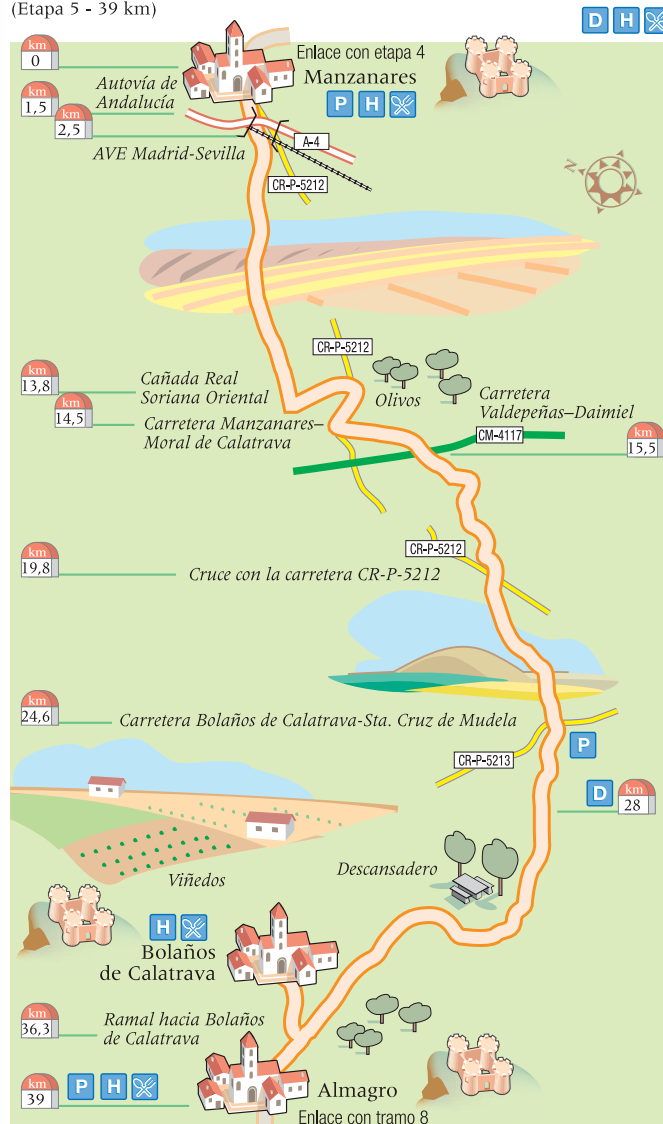 (Etapa 5 - 39 km)
D H
km
0
Enlace con etapa 4
Manzanares
P H
Autovía de
Andalucía
km
1,5
km
2,5
AVE Madrid-Sevilla
A-4
CR-P-5212
N
CR-P-5212
km
13,8
Cañada Real
Soriana Oriental
Olivos
km
14,5
Carretera Manzanares–
Moral de Calatrava
Carretera
Valdepeñas–Daimiel
CM-4117
km
15,5
CR-P-5212
km
19,8
Cruce con la carretera CR-P-5212
km
24,6
Carretera Bolaños de Calatrava-Sta. Cruz de Mudela
P
CR-P-5213
D
km
28
Viñedos
Descansadero
H
Bolaños
de Calatrava
km
36,3
Ramal hacia Bolaños
de Calatrava
km
39
P H
Almagro
Enlace con tramo 8